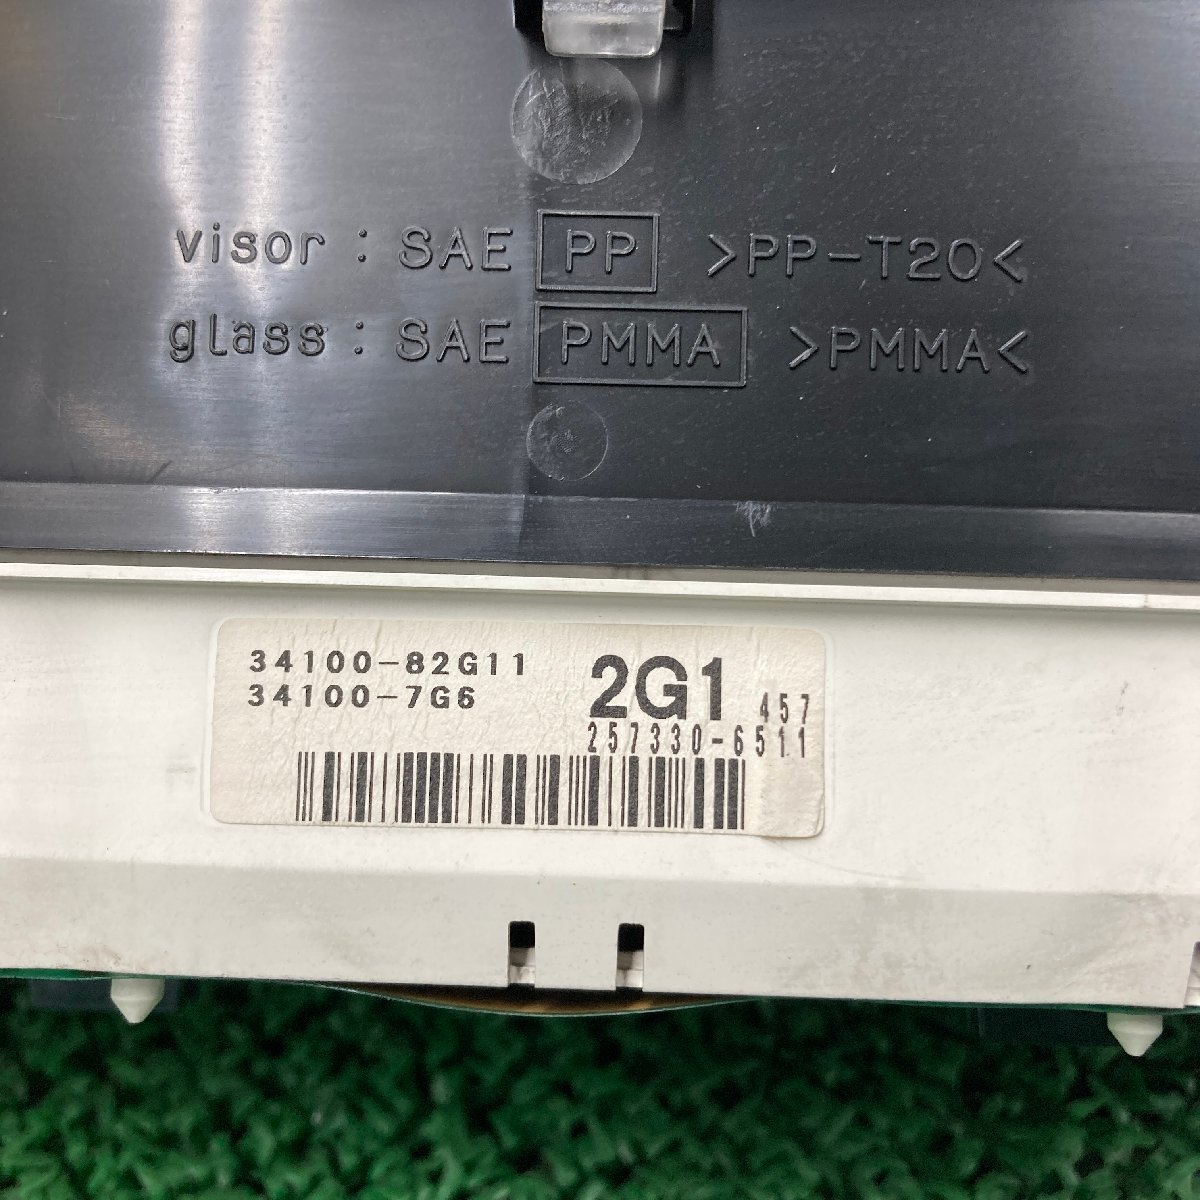 visor : SAE PP >PP-T20<
glass : SAE PMMA >PMMA<
34100-82G11
34100-7G6
2G1 457
257330-6511